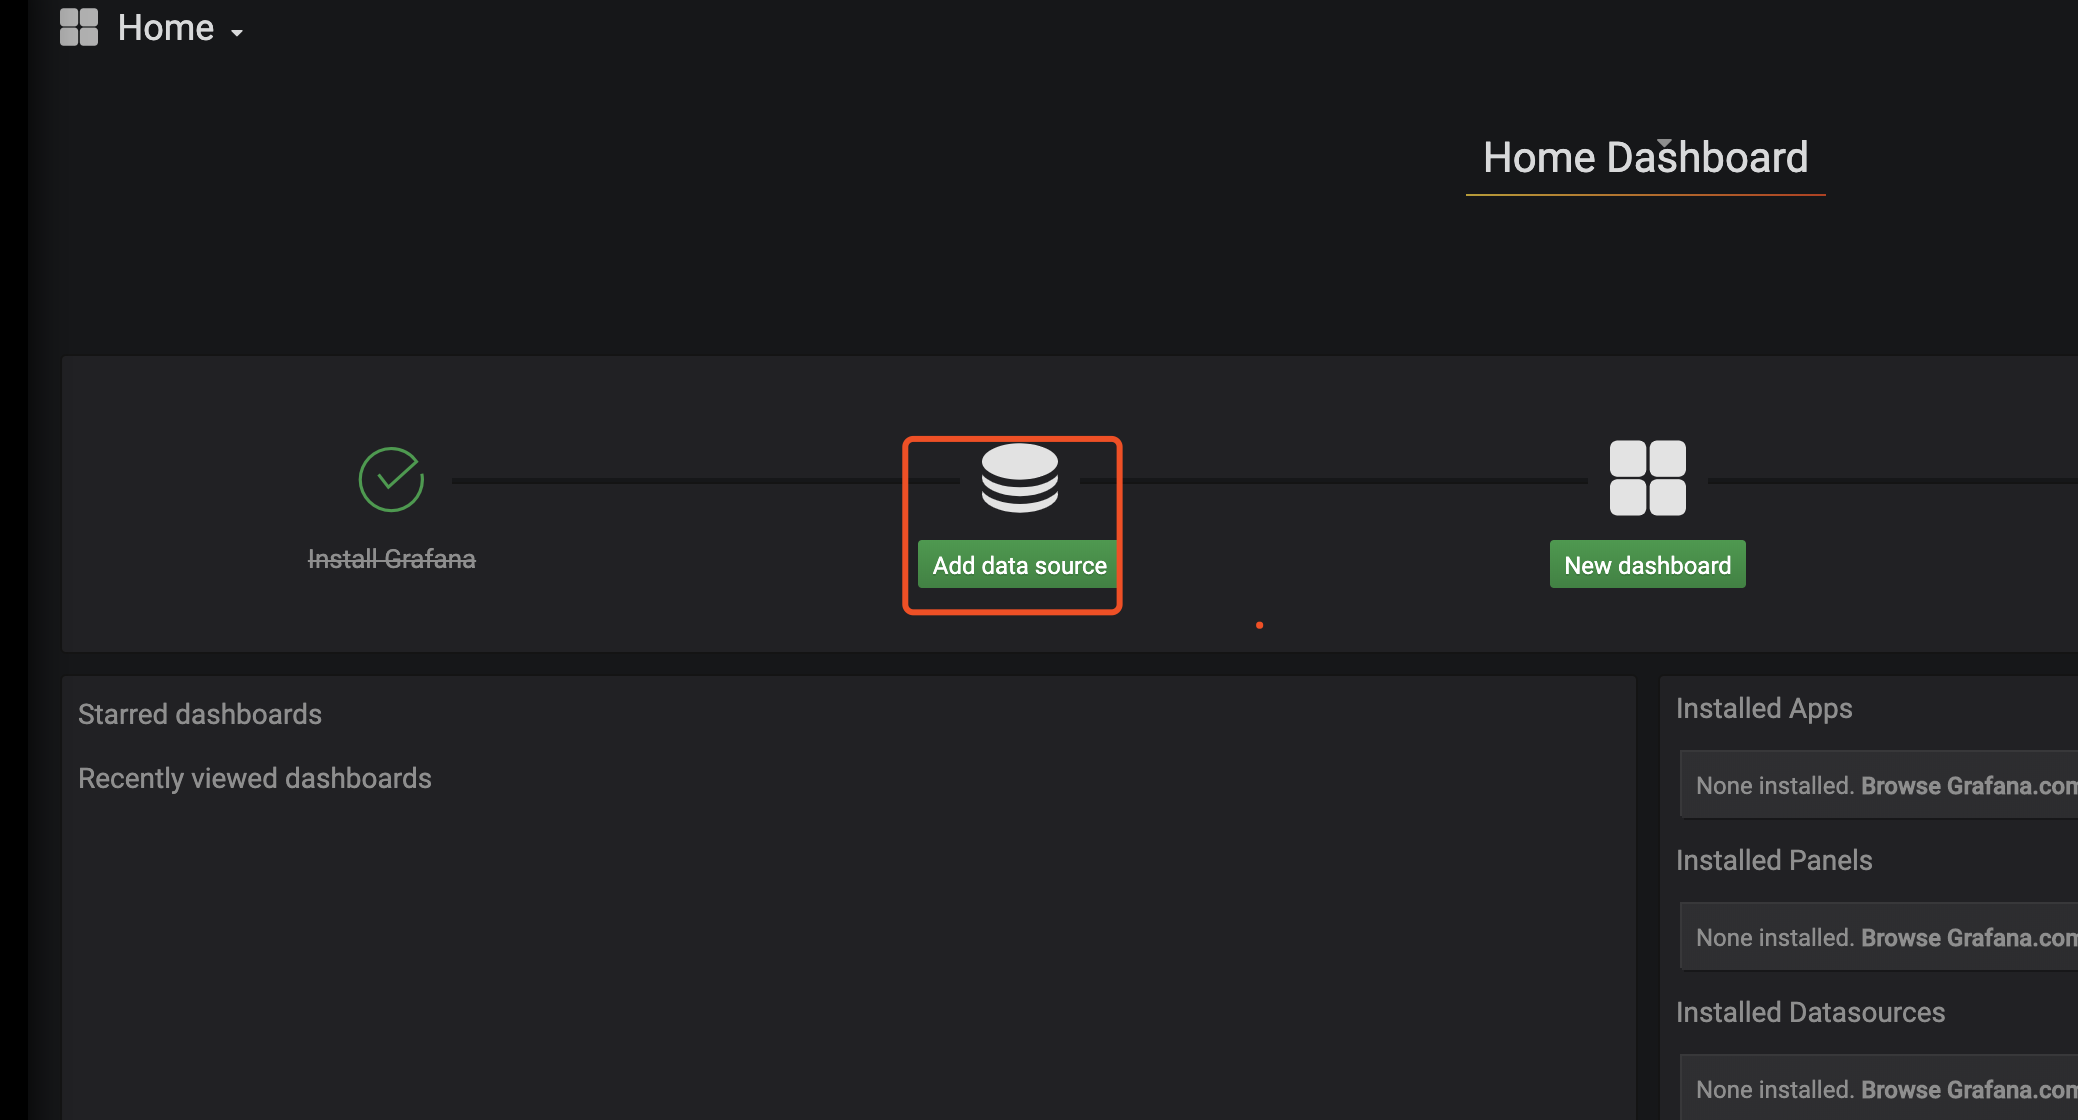 Home
Home Dashboard
Install Grafana
Add data source
New dashboard
Starred dashboards
Recently viewed dashboards
Installed Apps
None installed. Browse Grafana.com
Installed Panels
None installed. Browse Grafana.com
Installed Datasources
None installed. Browse Grafana.com